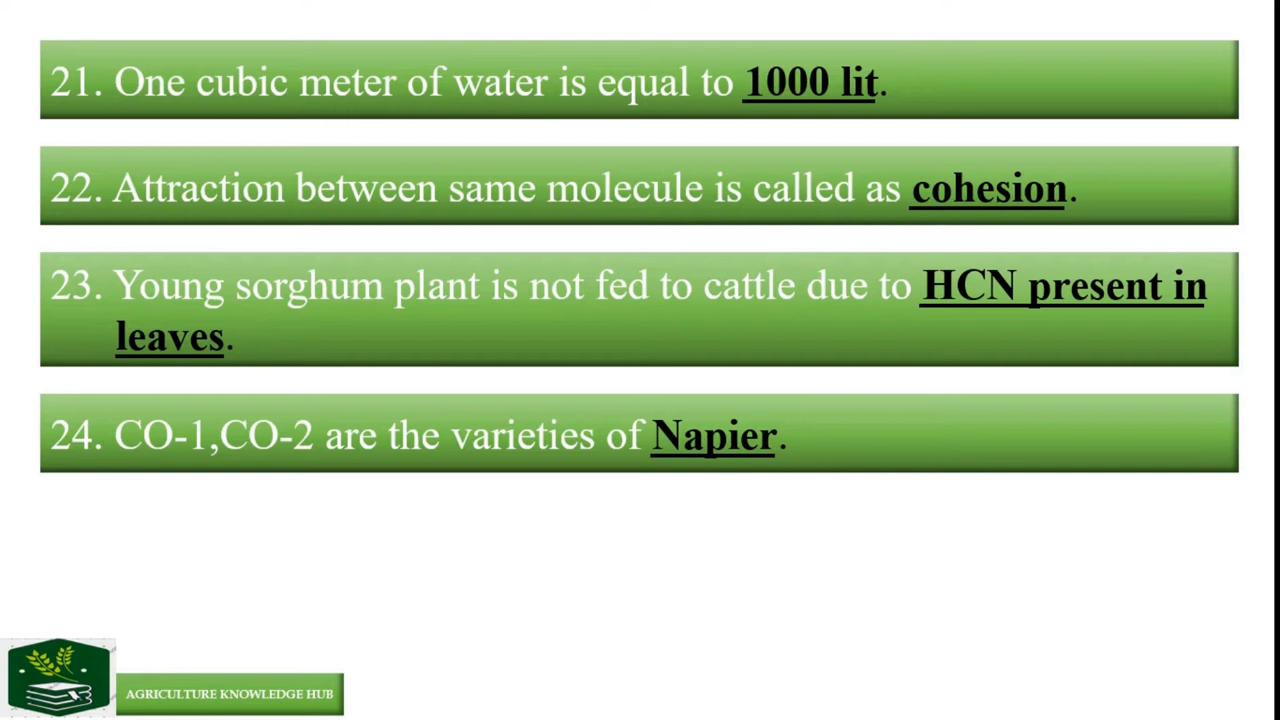 21. One cubic meter of water is equal to 1000 lit.
22. Attraction between same molecule is called as cohesion.
23. Young sorghum plant is not fed to cattle due to HCN present in
leaves.
24. CO-1,CO-2 are the varieties of Napier.
AGRICULTURE KNOWLEDGE HUB